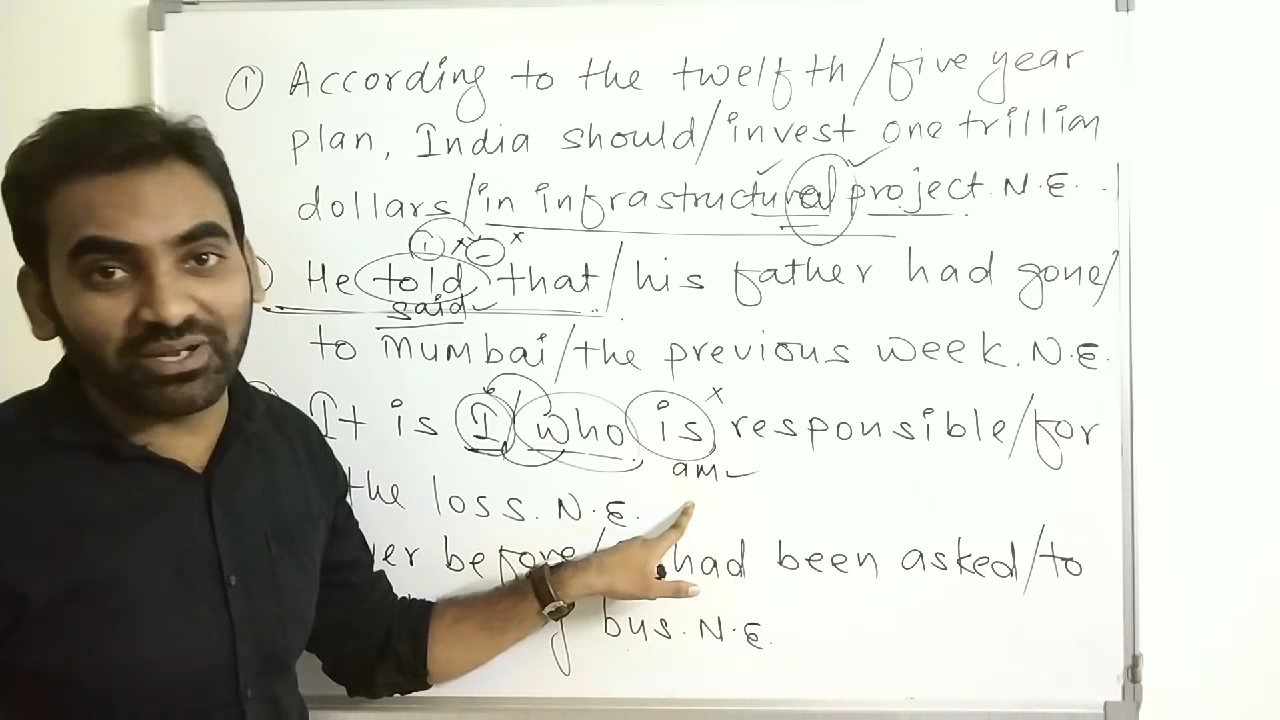 ① According to the twelfth/five year
plan, India should/invest one trillion
dollars/in infrastructural project. N.E.
He told that/his father had gone/
said
to Mumbai/the previous week. N.E.
It is I/who is responsible/for
am
the loss. N.E.
before/ had been asked/to
bus. N.E.